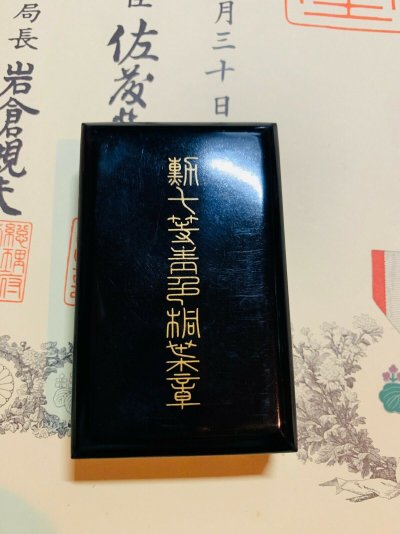 月三十日
佐藤
局長
岩倉規夫
勲七等青色桐葉章